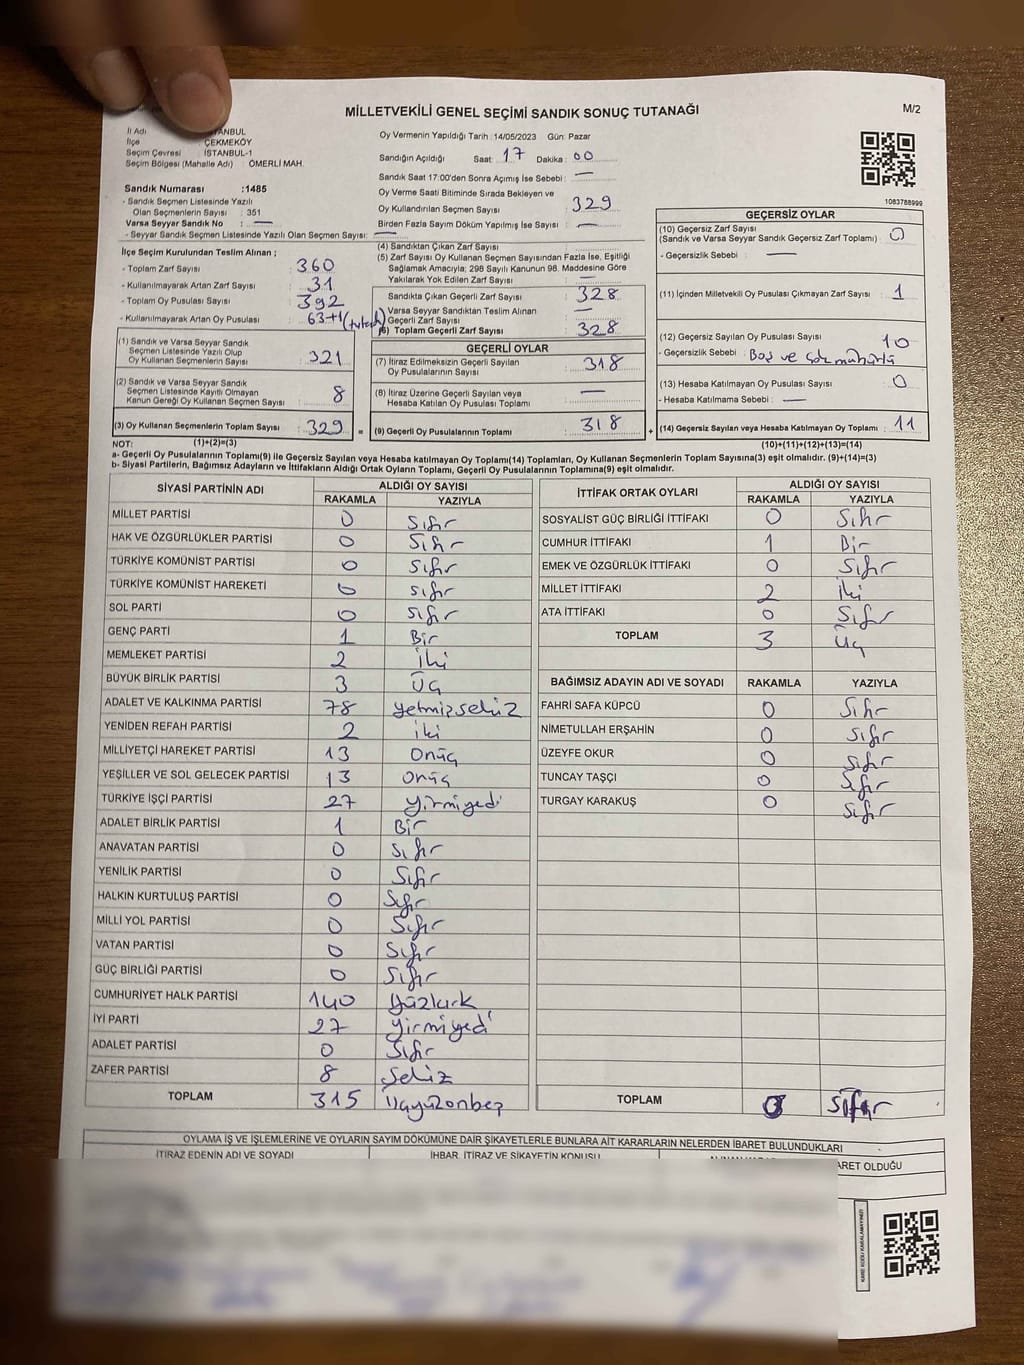 MİLLETVEKİLİ GENEL SEÇİMİ SANDIK SONUÇ TUTANAĞI
M/2
İl Adı : İSTANBUL
İlçe : ÇEKMEKÖY
Seçim Çevresi : İSTANBUL-1
Seçim Bölgesi (Mahalle Adı) : ÖMERLİ MAH.
Sandık Numarası :1485
- Sandık Seçmen Listesinde Yazılı
Olan Seçmenlerin Sayısı : 351
Varsa Seyyar Sandık No : —
- Seyyar Sandık Seçmen Listesinde Yazılı Olan Seçmen Sayısı: —
Oy Vermenin Yapıldığı Tarih :14/05/2023 Gün: Pazar
Sandığın Açıldığı Saat: 17 Dakika : 00
Sandık Saat 17:00'den Sonra Açımış İse Sebebi : —
Oy Verme Saati Bitiminde Sırada Bekleyen ve
Oy Kullandırılan Seçmen Sayısı : 329
Birden Fazla Sayım Döküm Yapılmış İse Sayısı : —
1083788999
İlçe Seçim Kurulundan Teslim Alınan ;
- Toplam Zarf Sayısı : 360
- Kullanılmayarak Artan Zarf Sayısı : 31
- Toplam Oy Pusulası Sayısı : 392
- Kullanılmayarak Artan Oy Pusulası : 63+1 (tutanak)
(1) Sandık ve Varsa Seyyar Sandık
Seçmen Listesinde Yazılı Olup
Oy Kullanan Seçmenlerin Sayısı : 321
(2) Sandık ve Varsa Seyyar Sandık
Seçmen Listesinde Kayıtlı Olmayan
Kanun Gereği Oy Kullanan Seçmen Sayısı : 8
(3) Oy Kullanan Seçmenlerin Toplam Sayısı : 329
(1)+(2)=(3)
(4) Sandıktan Çıkan Zarf Sayısı :
(5) Zarf Sayısı Oy Kullanan Seçmen Sayısından Fazla İse, Eşitliği
Sağlamak Amacıyla; 298 Sayılı Kanunun 98. Maddesine Göre
Yakılarak Yok Edilen Zarf Sayısı : —
Sandıkta Çıkan Geçerli Zarf Sayısı : 328
Varsa Seyyar Sandıktan Teslim Alınan
Geçerli Zarf Sayısı : —
(6) Toplam Geçerli Zarf Sayısı : 328
GEÇERLİ OYLAR
(7) İtiraz Edilmeksizin Geçerli Sayılan
Oy Pusulalarının Sayısı : 318
(8) İtiraz Üzerine Geçerli Sayılan veya
Hesaba Katılan Oy Pusulası Toplamı : —
= (9) Geçerli Oy Pusulalarının Toplamı : 318
GEÇERSİZ OYLAR
(10) Geçersiz Zarf Sayısı
(Sandık ve Varsa Seyyar Sandık Geçersiz Zarf Toplamı) : 0
- Geçersizlik Sebebi : —
(11) İçinden Milletvekili Oy Pusulası Çıkmayan Zarf Sayısı : 1
(12) Geçersiz Sayılan Oy Pusulası Sayısı : 10
- Geçersizlik Sebebi : Boş ve çok mühürlü
(13) Hesaba Katılmayan Oy Pusulası Sayısı : 0
- Hesaba Katılmama Sebebi : —
+ (14) Geçersiz Sayılan veya Hesaba Katılmayan Oy Toplamı : 11
(10)+(11)+(12)+(13)=(14)
NOT:
a- Geçerli Oy Pusulaları Toplamı(9) ile Geçersiz Sayılan veya Hesaba Katılmayan Oy Toplamı(14) Toplamları, Oy Kullanan Seçmenlerin Toplam Sayısına(3) eşit olmalıdır. (9)+(14)=(3)
b- Siyasi Partilerin, Bağımsız Adayların ve İttifakların Aldığı Ortak Oyların Toplamı, Geçerli Oy Pusulalarının Toplamına(9) eşit olmalıdır.
SİYASİ PARTİNİN ADI ALDIĞI OY SAYISI
RAKAMLA YAZIYLA
MİLLET PARTİSİ 0 Sıfır
HAK VE ÖZGÜRLÜKLER PARTİSİ 0 Sıfır
TÜRKİYE KOMÜNİST PARTİSİ 0 Sıfır
TÜRKİYE KOMÜNİST HAREKETİ 0 Sıfır
SOL PARTİ 0 Sıfır
GENÇ PARTİ 1 Bir
MEMLEKET PARTİSİ 2 İki
BÜYÜK BİRLİK PARTİSİ 3 Üç
ADALET VE KALKINMA PARTİSİ 78 yetmişsekiz
YENİDEN REFAH PARTİSİ 2 iki
MİLLİYETÇİ HAREKET PARTİSİ 13 Onüç
YEŞİLLER VE SOL GELECEK PARTİSİ 13 Onüç
TÜRKİYE İŞÇİ PARTİSİ 27 yirmiyedi
ADALET BİRLİK PARTİSİ 1 Bir
ANAVATAN PARTİSİ 0 Sıfır
YENİLİK PARTİSİ 0 Sıfır
HALKIN KURTULUŞ PARTİSİ 0 Sıfır
MİLLİ YOL PARTİSİ 0 Sıfır
VATAN PARTİSİ 0 Sıfır
GÜÇ BİRLİĞİ PARTİSİ 0 Sıfır
CUMHURİYET HALK PARTİSİ 140 yüzkırk
İYİ PARTİ 27 yirmiyedi
ADALET PARTİSİ 0 Sıfır
ZAFER PARTİSİ 8 Sekiz
TOPLAM 315 Üçyüzonbeş
İTTİFAK ORTAK OYLARI ALDIĞI OY SAYISI
RAKAMLA YAZIYLA
SOSYALİST GÜÇ BİRLİĞİ İTTİFAKI 0 Sıfır
CUMHUR İTTİFAKI 1 Bir
EMEK VE ÖZGÜRLÜK İTTİFAKI 0 Sıfır
MİLLET İTTİFAKI 2 İki
ATA İTTİFAKI 0 Sıfır
TOPLAM 3 Üç
BAĞIMSIZ ADAYIN ADI VE SOYADI RAKAMLA YAZIYLA
FAHRİ SAFA KÜPCÜ 0 Sıfır
NİMETULLAH ERŞAHİN 0 Sıfır
ÜZEYFE OKUR 0 Sıfır
TUNCAY TAŞÇI 0 Sıfır
TURGAY KARAKUŞ 0 Sıfır
TOPLAM 0 Sıfır
OYLAMA İŞ VE İŞLEMLERİNE VE OYLARIN SAYIM DÖKÜMÜNE DAİR ŞİKAYETLERLE BUNLARA AİT KARARLARIN NELERDEN İBARET BULUNDUKLARI
İTİRAZ EDENİN ADI VE SOYADI İHBAR, İTİRAZ VE ŞİKAYETİN KONUSU
OLDUĞU
KARE KODU KARALAMAYINIZ!